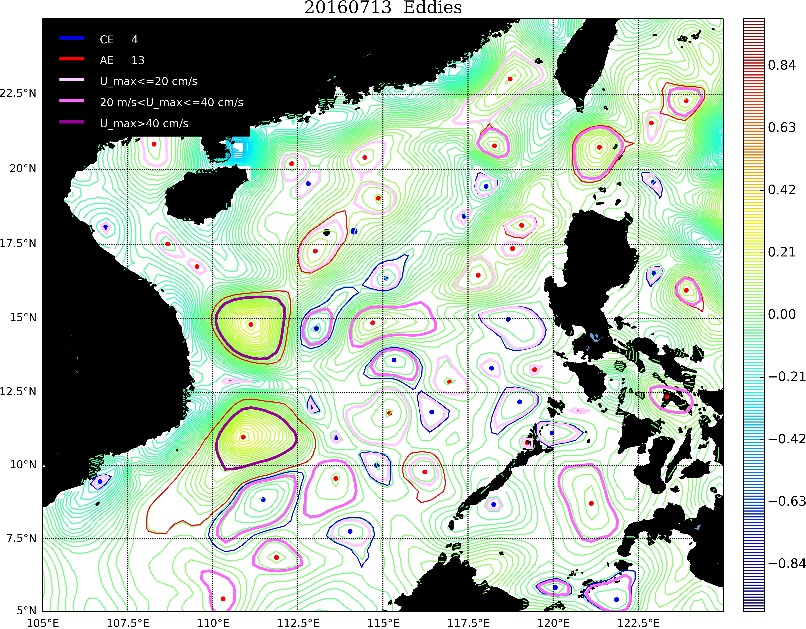 20160713 Eddies
CE 4
AE 13
U_max<=20 cm/s
20 m/s<U_max<=40 cm/s
U_max>40 cm/s
22.5°N
20°N
17.5°N
15°N
12.5°N
10°N
7.5°N
5°N
105°E 107.5°E 110°E 112.5°E 115°E 117.5°E 120°E 122.5°E
0.84
0.63
0.42
0.21
0.00
−0.21
−0.42
−0.63
−0.84